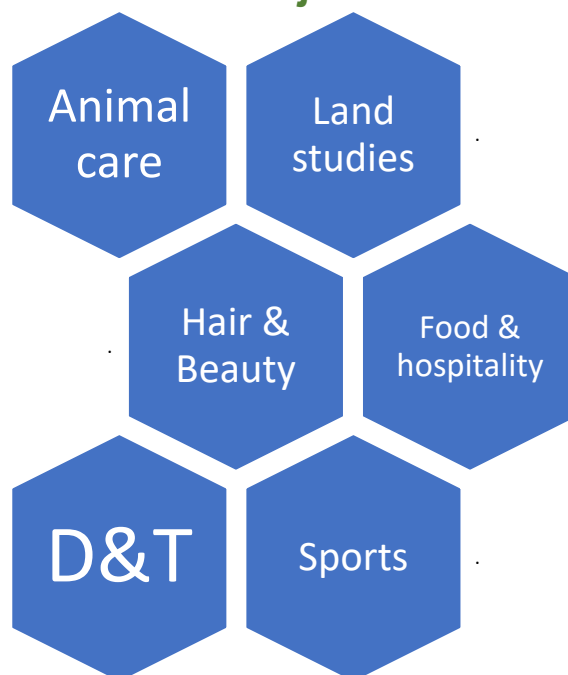 Animal
care
Land
studies
Hair &
Beauty
Food &
hospitality
D&T
Sports